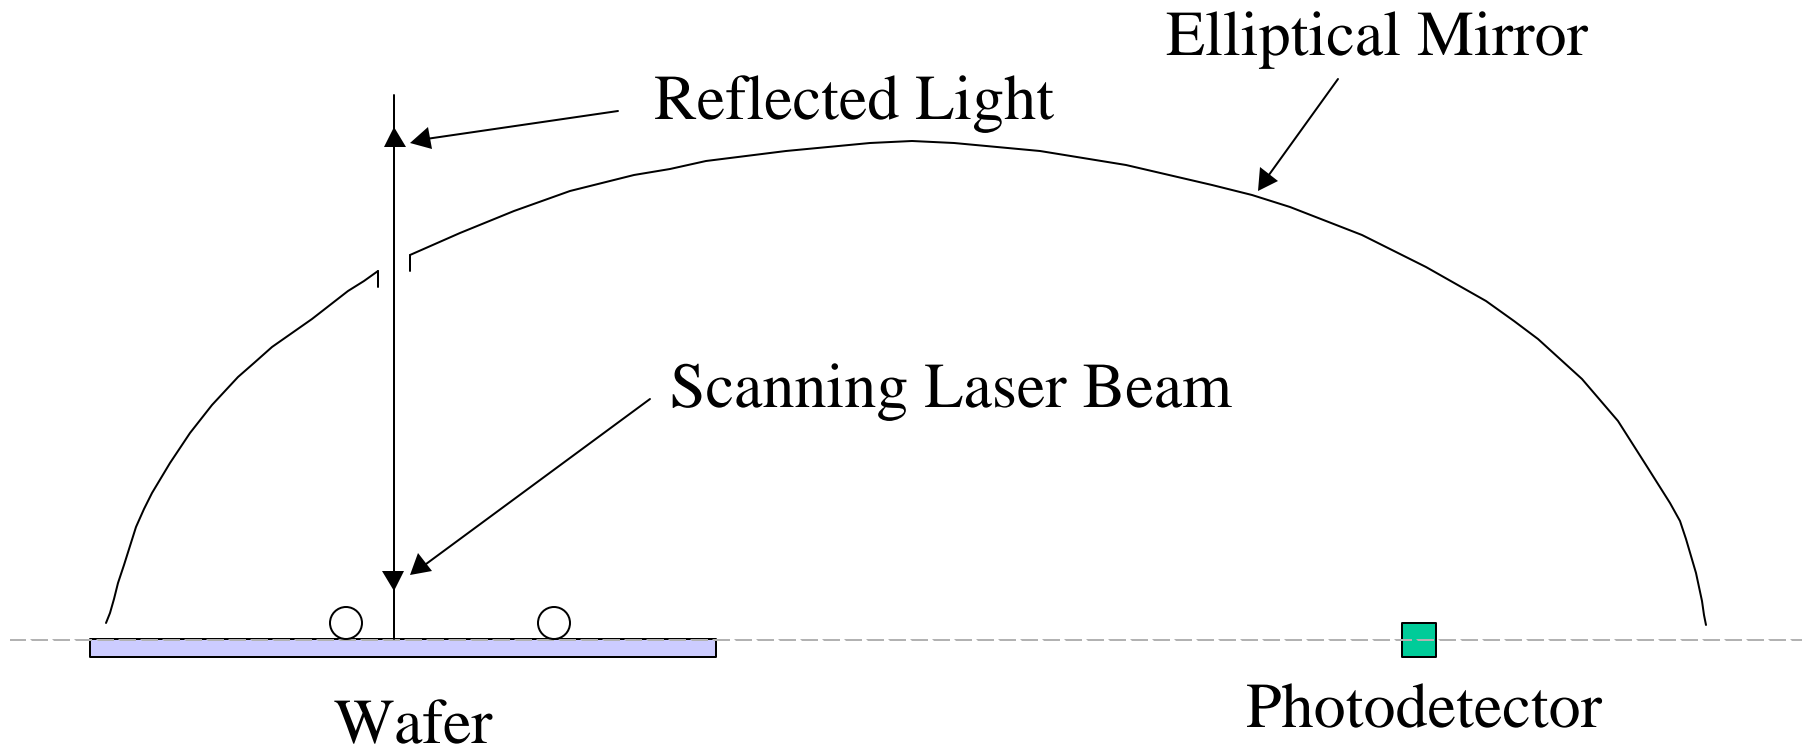 Elliptical Mirror
Reflected Light
Scanning Laser Beam
Wafer
Photodetector